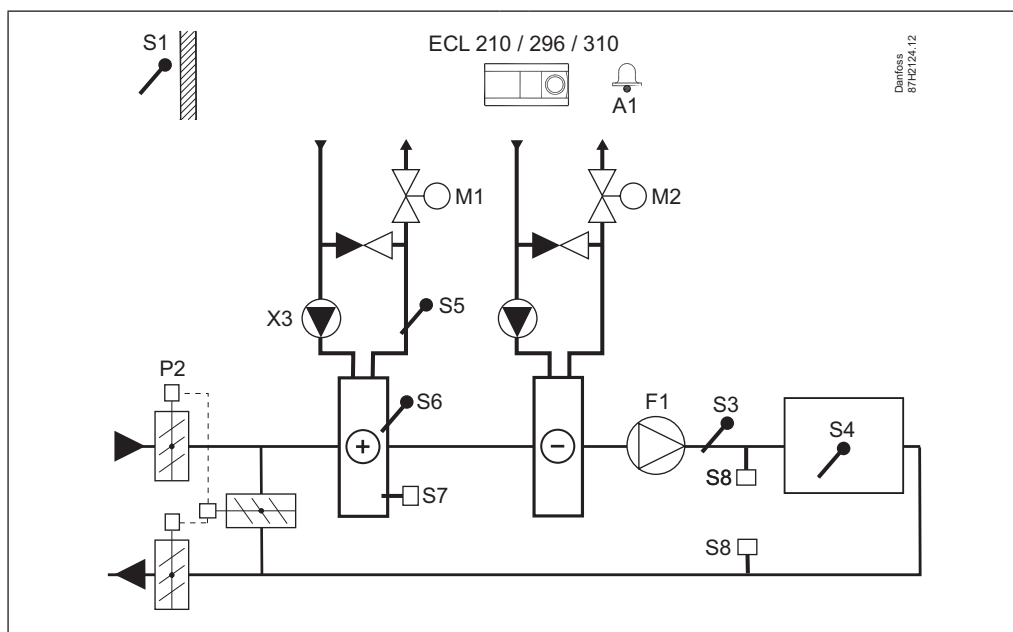 S1
ECL 210 / 296 / 310
A1
Danfoss
87H2124.12
M1
M2
X3
S5
P2
S6
S7
F1
S3
S4
S8
S8